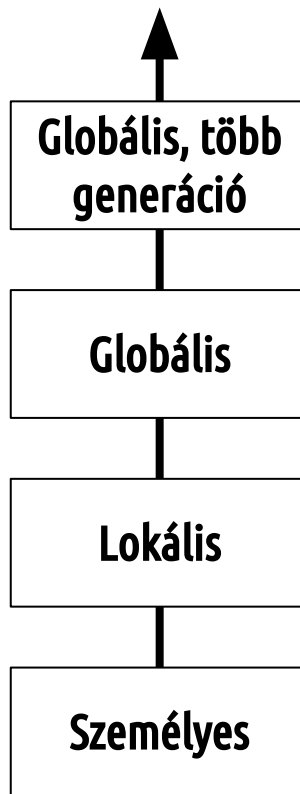 Globális, több
generáció
Globális
Lokális
Személyes